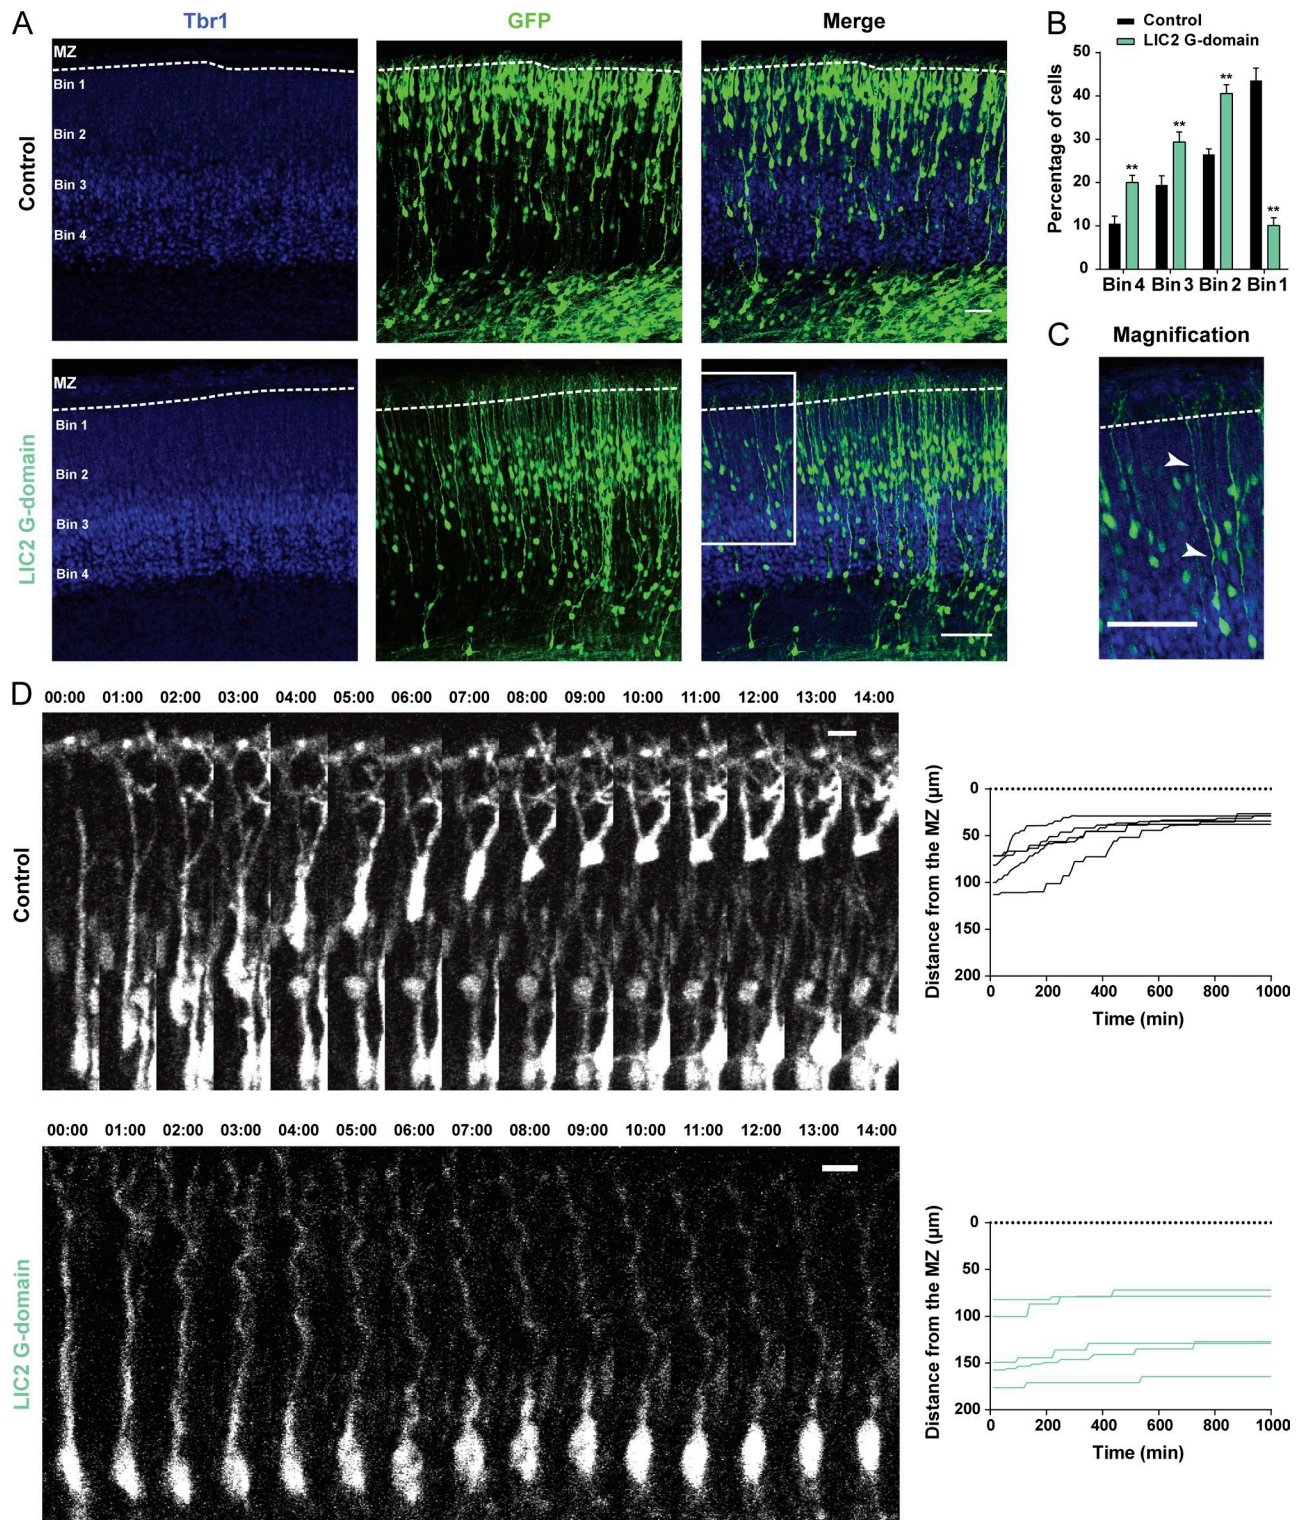 A
Tbr1
GFP
Merge
Control
MZ
Bin 1
Bin 2
Bin 3
Bin 4
LIC2 G-domain
MZ
Bin 1
Bin 2
Bin 3
Bin 4
B
Control
LIC2 G-domain
Percentage of cells
50
40
30
20
10
0
** ** ** **
Bin 4 Bin 3 Bin 2 Bin 1
C
Magnification
D
00:00 01:00 02:00 03:00 04:00 05:00 06:00 07:00 08:00 09:00 10:00 11:00 12:00 13:00 14:00
Control
Distance from the MZ (µm)
0
50
100
150
200
0 200 400 600 800 1000
Time (min)
00:00 01:00 02:00 03:00 04:00 05:00 06:00 07:00 08:00 09:00 10:00 11:00 12:00 13:00 14:00
LIC2 G-domain
Distance from the MZ (µm)
0
50
100
150
200
0 200 400 600 800 1000
Time (min)